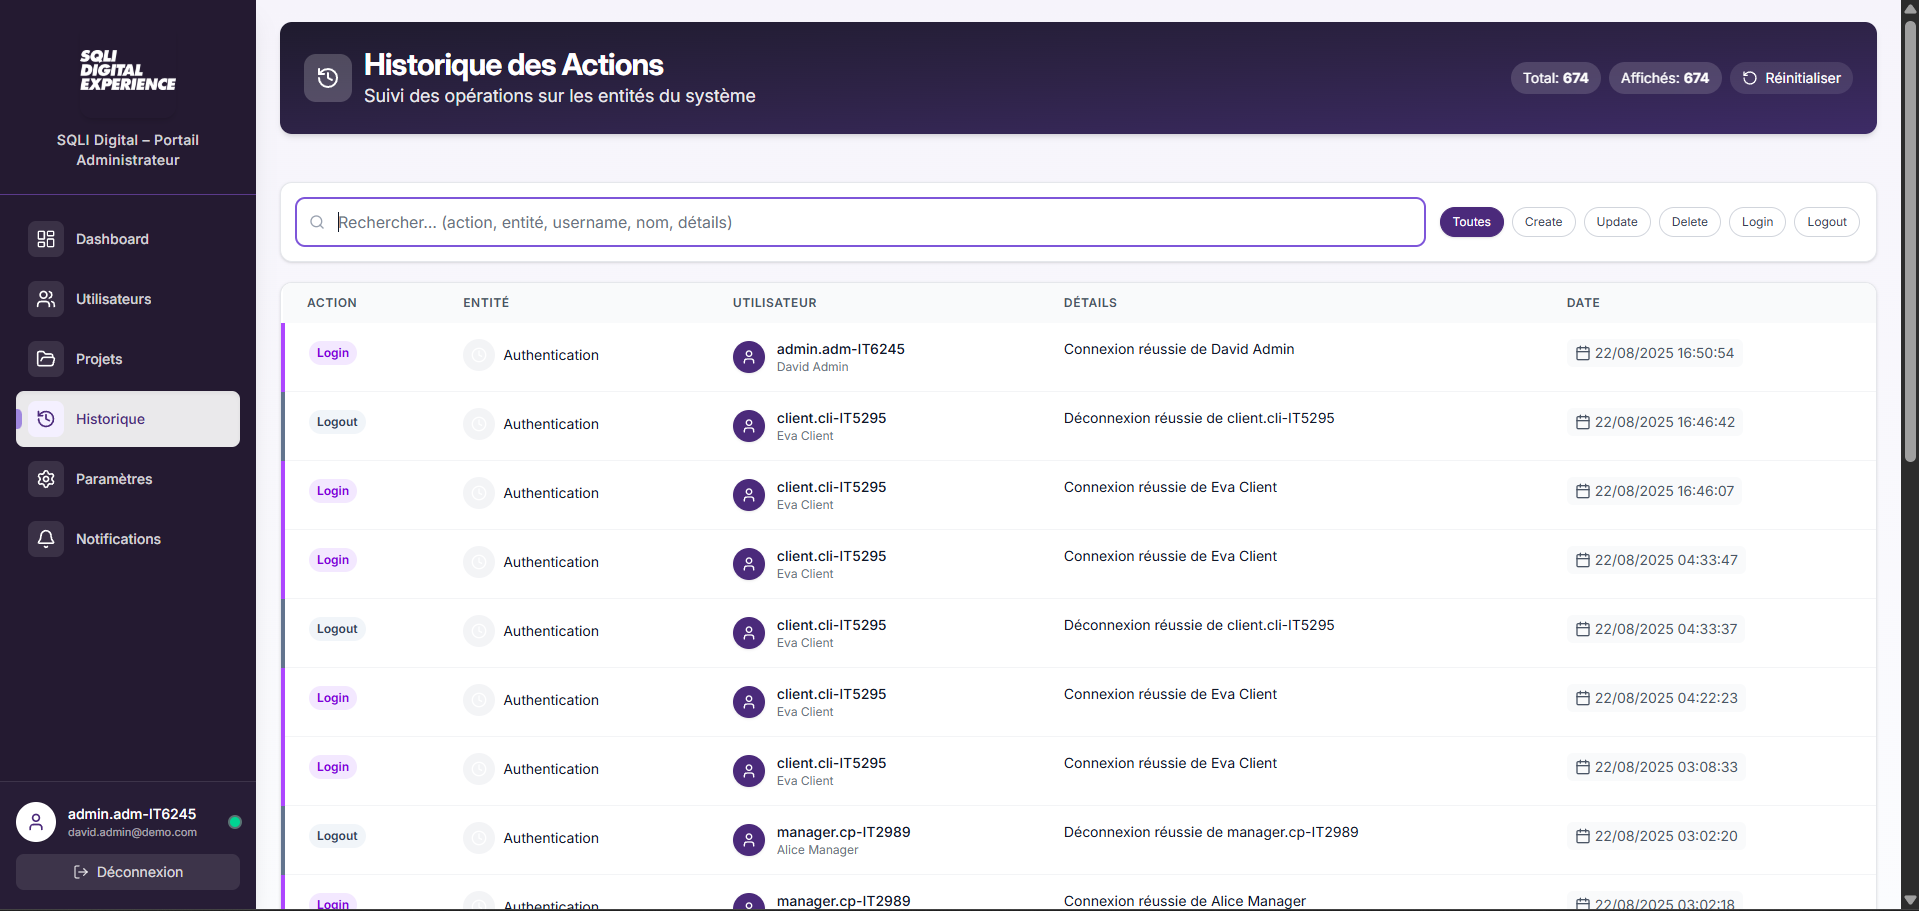 SQLI
DIGITAL
EXPERIENCE
SQLI Digital – Portail
Administrateur
Dashboard
Utilisateurs
Projets
Historique
Paramètres
Notifications
admin.adm-IT6245
david.admin@demo.com
Déconnexion
Historique des Actions
Suivi des opérations sur les entités du système
Total: 674 Affichés: 674 Réinitialiser
Rechercher... (action, entité, username, nom, détails)
Toutes Create Update Delete Login Logout
ACTION ENTITÉ UTILISATEUR DÉTAILS DATE
Login Authentication admin.adm-IT6245 Connexion réussie de David Admin 22/08/2025 16:50:54
David Admin
Logout Authentication client.cli-IT5295 Déconnexion réussie de client.cli-IT5295 22/08/2025 16:46:42
Eva Client
Login Authentication client.cli-IT5295 Connexion réussie de Eva Client 22/08/2025 16:46:07
Eva Client
Login Authentication client.cli-IT5295 Connexion réussie de Eva Client 22/08/2025 04:33:47
Eva Client
Logout Authentication client.cli-IT5295 Déconnexion réussie de client.cli-IT5295 22/08/2025 04:33:37
Eva Client
Login Authentication client.cli-IT5295 Connexion réussie de Eva Client 22/08/2025 04:22:23
Eva Client
Login Authentication client.cli-IT5295 Connexion réussie de Eva Client 22/08/2025 03:08:33
Eva Client
Logout Authentication manager.cp-IT2989 Déconnexion réussie de manager.cp-IT2989 22/08/2025 03:02:20
Alice Manager
Login Authentication manager.cp-IT2989 Connexion réussie de Alice Manager 22/08/2025 03:02:18